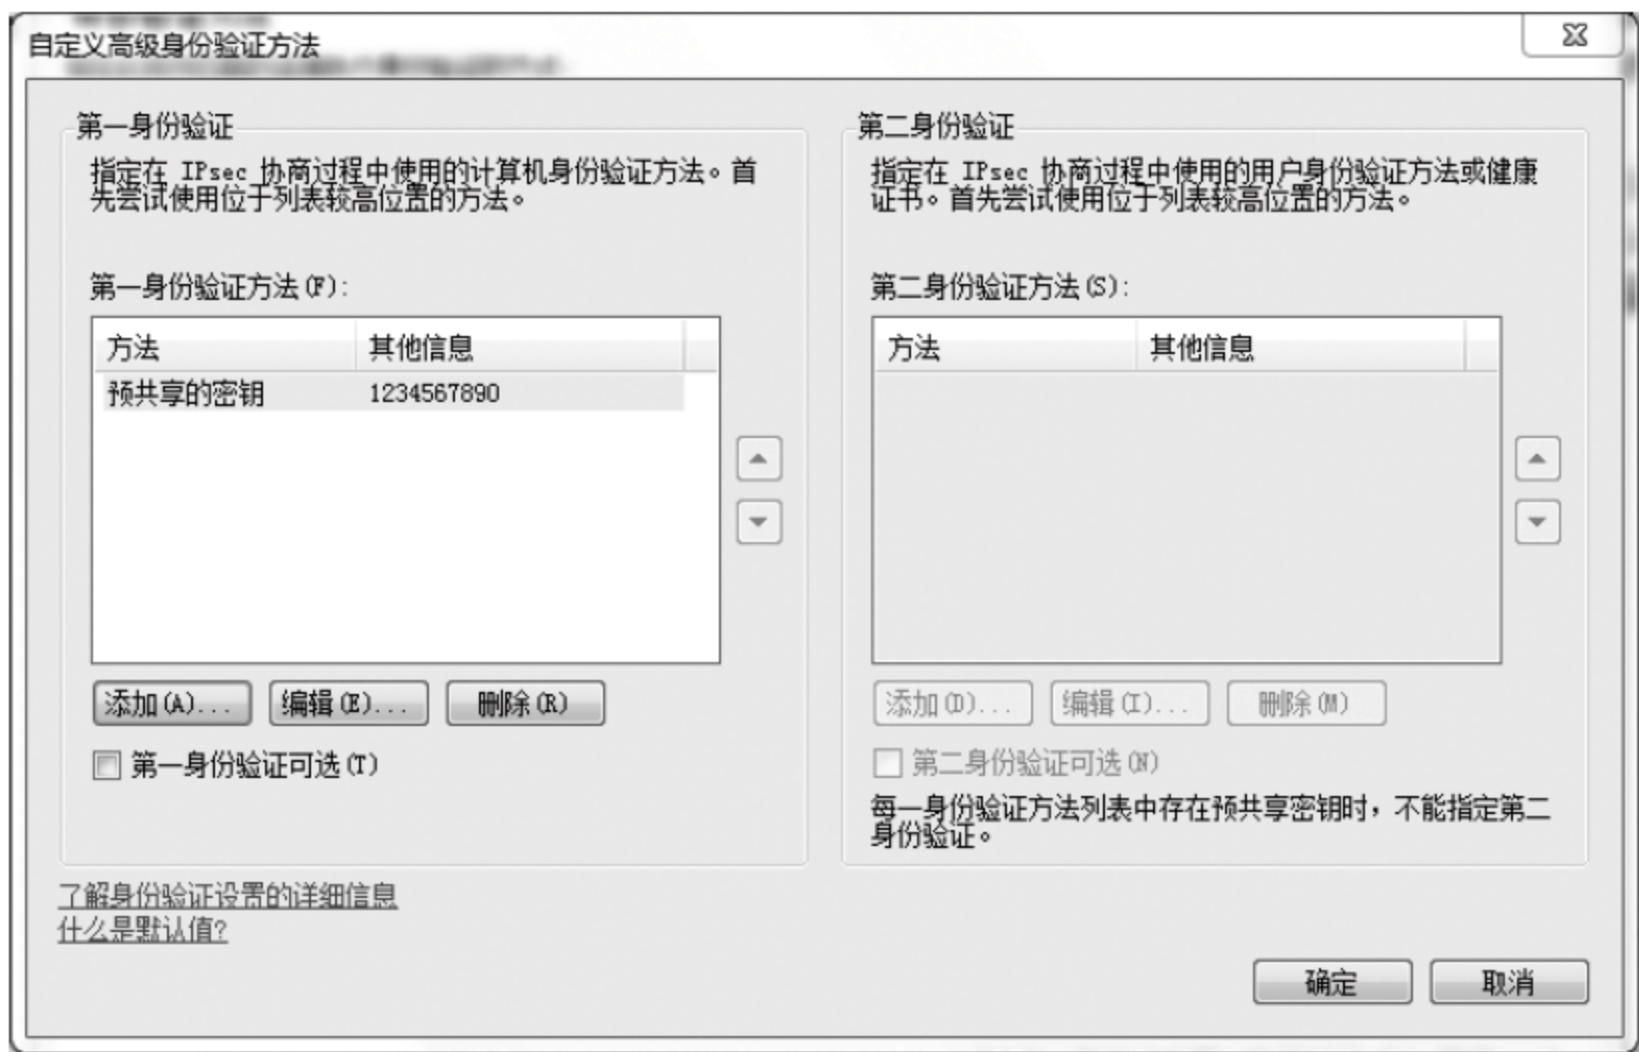 自定义高级身份验证方法
第一身份验证
指定在 IPsec 协商过程中使用的计算机身份验证方法。首
先尝试使用位于列表较高位置的方法。
第一身份验证方法(F):
方法 其他信息
预共享的密钥 1234567890
添加(A)... 编辑(E)... 删除(R)
第一身份验证可选(T)
第二身份验证
指定在 IPsec 协商过程中使用的用户身份验证方法或健康
证书。首先尝试使用位于列表较高位置的方法。
第二身份验证方法(S):
方法 其他信息
添加(D)... 编辑(I)... 删除(M)
第二身份验证可选(N)
每一身份验证方法列表中存在预共享密钥时，不能指定第二
身份验证。
了解身份验证设置的详细信息
什么是默认值?
确定 取消